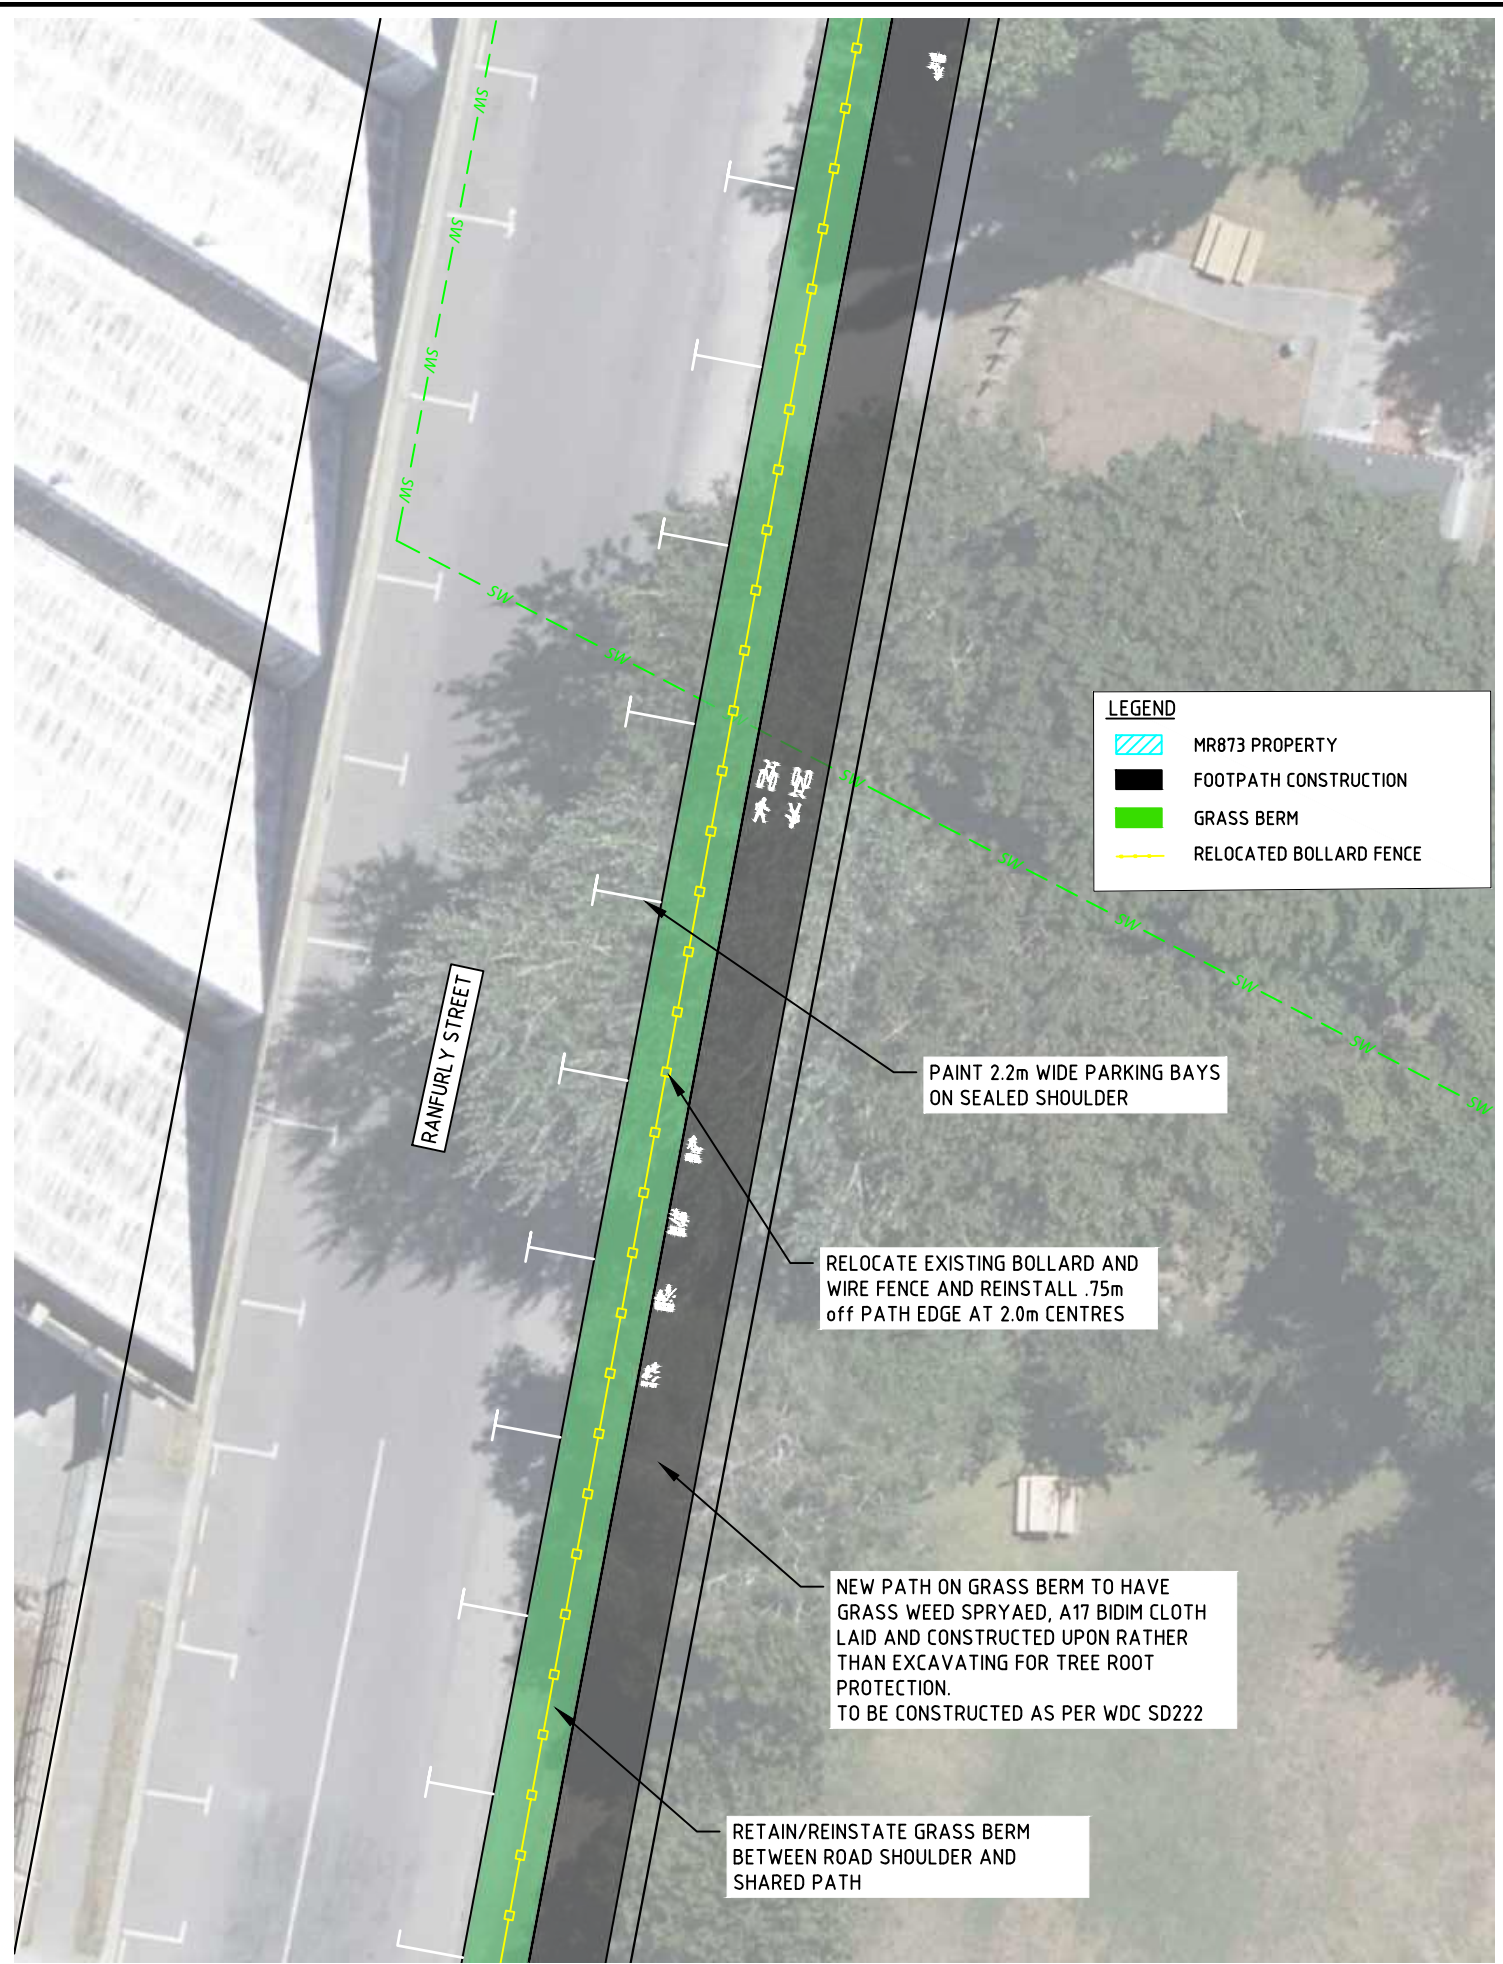 SW
SW
SW
SW
SW
SW
LEGEND
MR873 PROPERTY
FOOTPATH CONSTRUCTION
GRASS BERM
RELOCATED BOLLARD FENCE
SW
SW
SW
SW
SW
SW
RANFURLY STREET
PAINT 2.2m WIDE PARKING BAYS
ON SEALED SHOULDER
RELOCATE EXISTING BOLLARD AND
WIRE FENCE AND REINSTALL .75m
off PATH EDGE AT 2.0m CENTRES
NEW PATH ON GRASS BERM TO HAVE
GRASS WEED SPRYAED, A17 BIDIM CLOTH
LAID AND CONSTRUCTED UPON RATHER
THAN EXCAVATING FOR TREE ROOT
PROTECTION.
TO BE CONSTRUCTED AS PER WDC SD222
RETAIN/REINSTATE GRASS BERM
BETWEEN ROAD SHOULDER AND
SHARED PATH